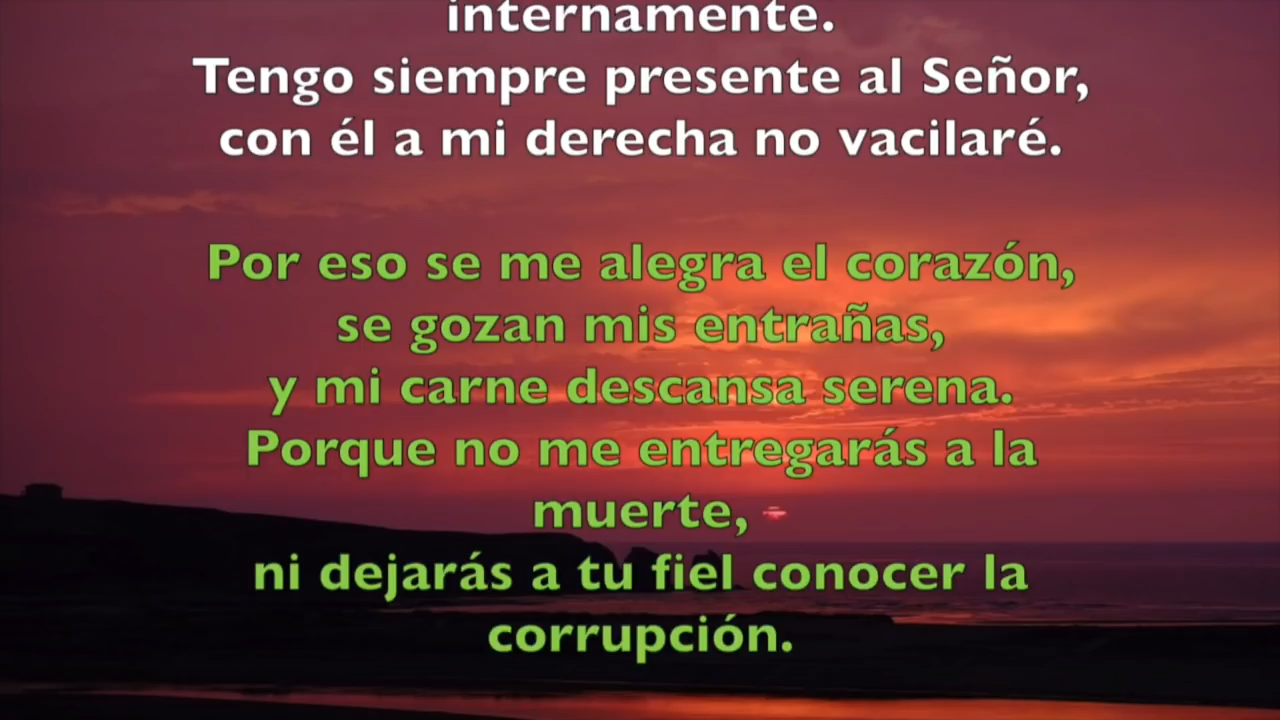 internamente.
Tengo siempre presente al Señor,
con él a mi derecha no vacilaré.
Por eso se me alegra el corazón,
se gozan mis entrañas,
y mi carne descansa serena.
Porque no me entregarás a la
muerte,
ni dejarás a tu fiel conocer la
corrupción.